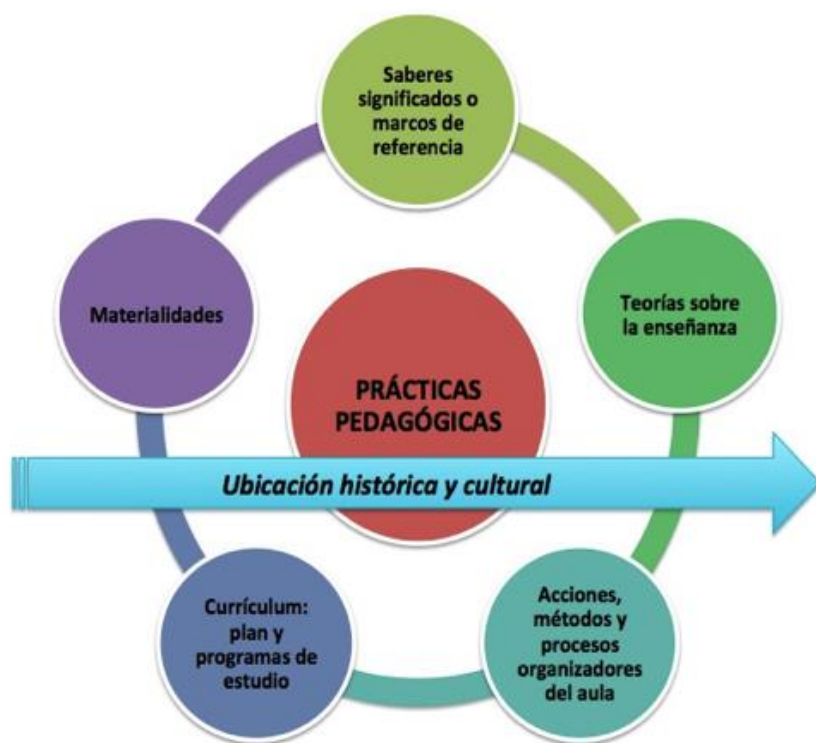 Saberes
significados o
marcos de
referencia
Materialidades
Teorías sobre
la enseñanza
PRÁCTICAS
PEDAGÓGICAS
Ubicación histórica y cultural
Currículum:
plan y
programas de
estudio
Acciones,
métodos y
procesos
organizadores
del aula